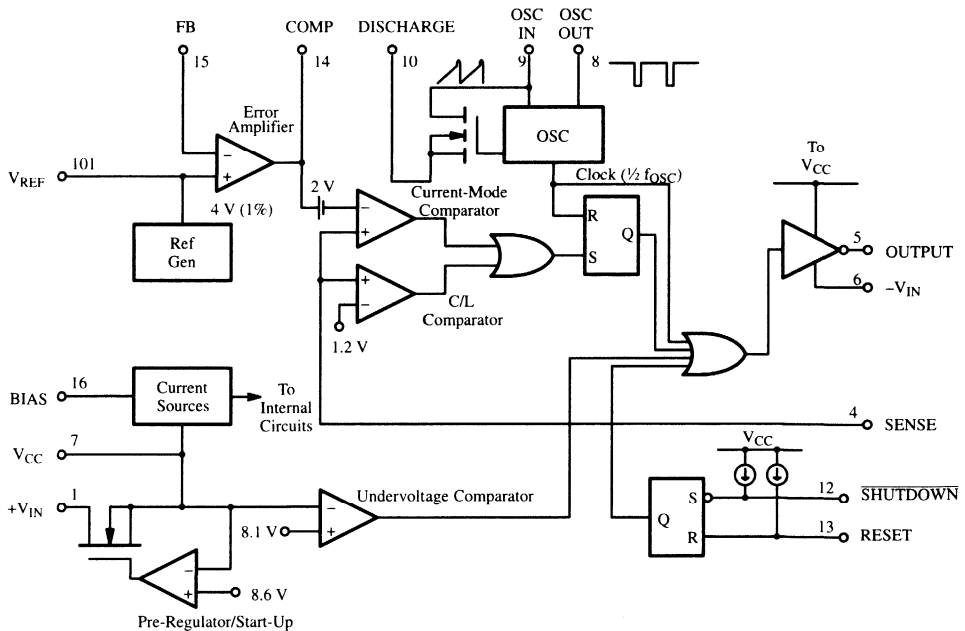 FB
COMP
DISCHARGE
OSC
IN
OSC
OUT
15
14
10
9
8
Error
Amplifier
OSC
−
+
101
V_REF
4 V (1%)
Ref
Gen
2 V
Current-Mode
Comparator
Clock (½ f_OSC)
−
+
R
S
Q
To
V_CC
5
OUTPUT
6
−V_IN
+
−
C/L
Comparator
1.2 V
16
BIAS
Current
Sources
To
Internal
Circuits
4
SENSE
7
V_CC
V_CC
1
+V_IN
Undervoltage Comparator
−
+
8.1 V
S
Q
R
12
SHUTDOWN
13
RESET
−
+
8.6 V
Pre-Regulator/Start-Up